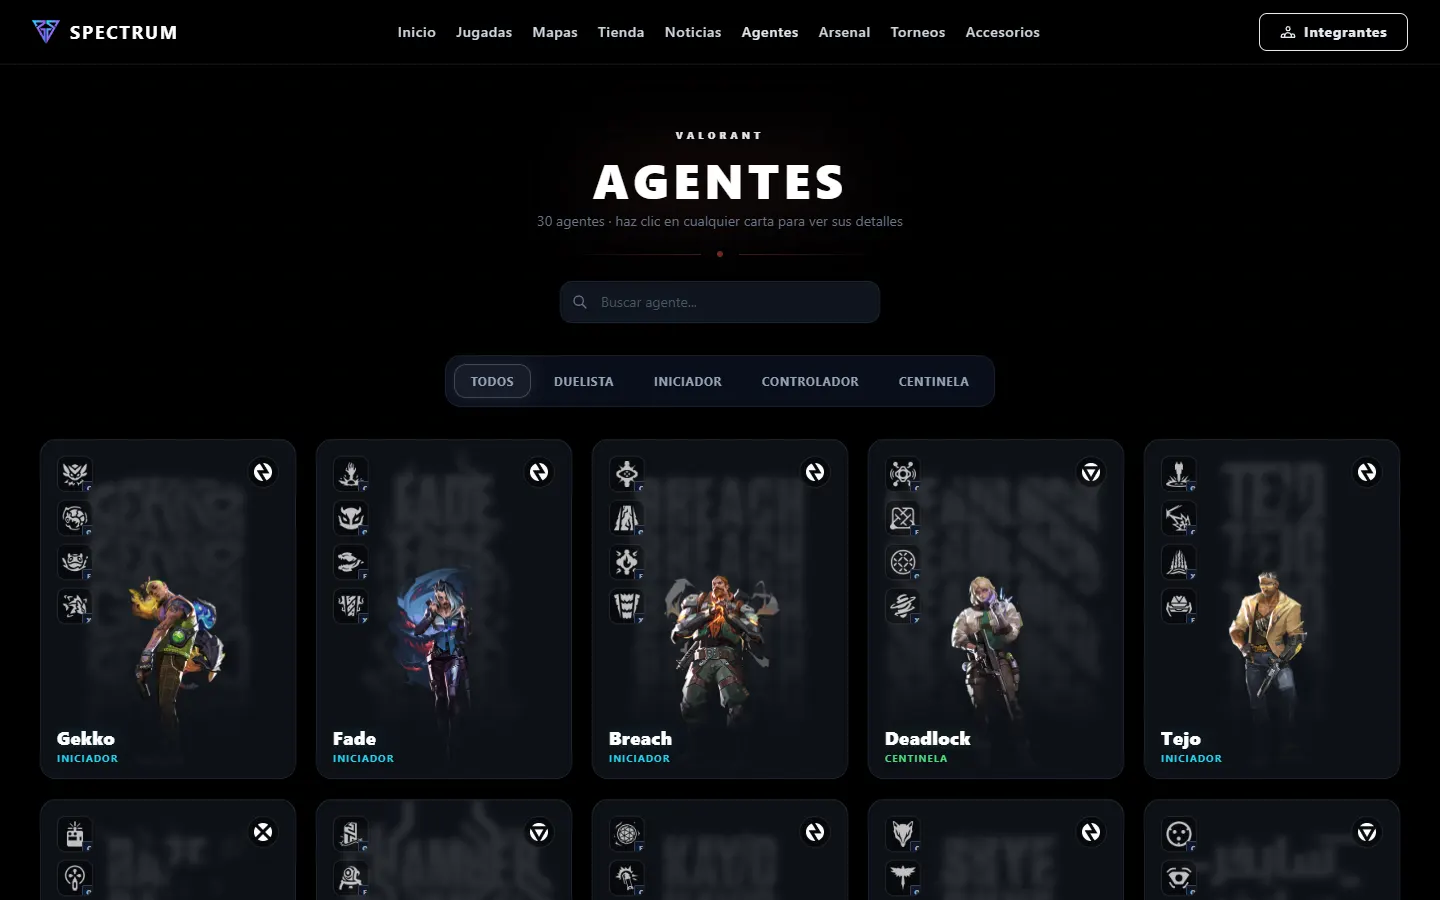 SPECTRUM
Inicio
Jugadas
Mapas
Tienda
Noticias
Agentes
Arsenal
Torneos
Accesorios
Integrantes
VALORANT
AGENTES
30 agentes · haz clic en cualquier carta para ver sus detalles
Buscar agente...
TODOS
DUELISTA
INICIADOR
CONTROLADOR
CENTINELA
Gekko
INICIADOR
Fade
INICIADOR
Breach
INICIADOR
Deadlock
CENTINELA
Tejo
INICIADOR